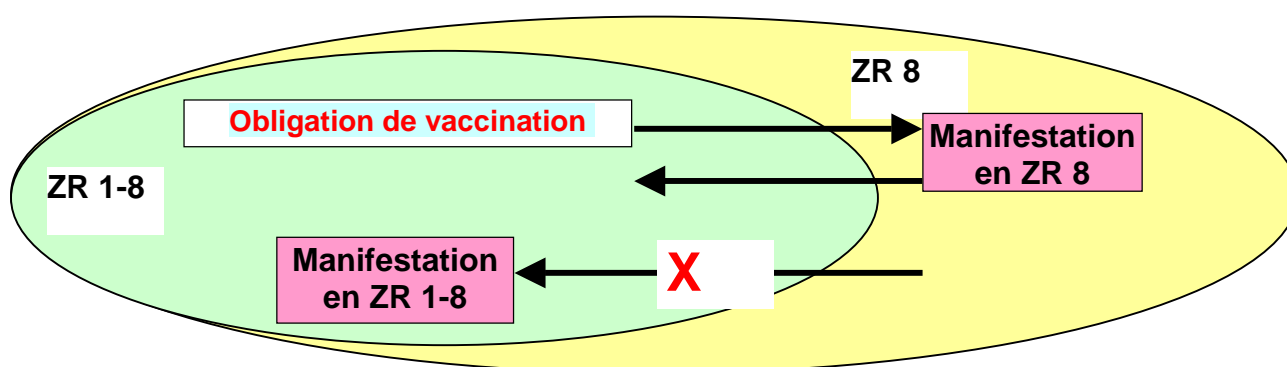 ZR 8
Obligation de vaccination
Manifestation
en ZR 8
ZR 1-8
Manifestation
en ZR 1-8
X